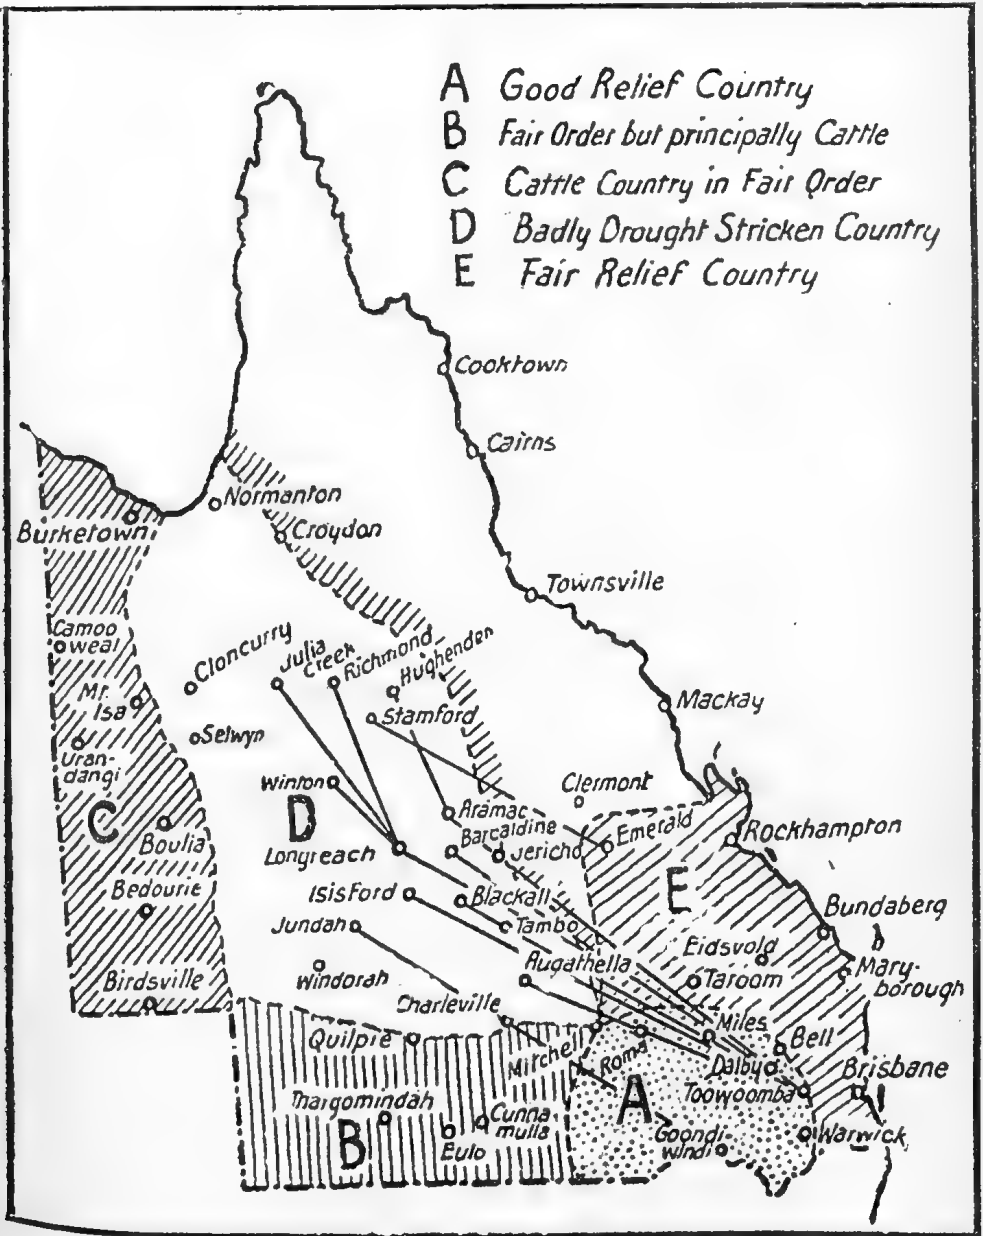 A Good Relief Country
B Fair Order but principally Cattle
C Cattle Country in Fair Order
D Badly Drought Stricken Country
E Fair Relief Country
Cooktown
Cairns
Normanton
Croydon
Burketown
Townsville
Camoo
weal
Cloncurry
Julia
Creek
Richmond
Hughenden
Mt.
Isa
Stamford
Mackay
Selwyn
Uran-
dangi
Winton
Clermont
C
D
Aramac
Emerald
Rockhampton
Boulia
Longreach
Barcaldine
Jericho
Bedourie
IsisFord
Blackall
E
Bundaberg
Jundah
Tambo
Eidsvold
Birdsville
Windorah
Augathella
Taroom
Mary-
borough
Charleville
Quilpie
Mitchell
Roma
Miles
Bell
Dalby
Brisbane
Toowoomba
Thargomindah
A
B
Cunna
mulla
Eulo
Goondi-
windi
Warwick